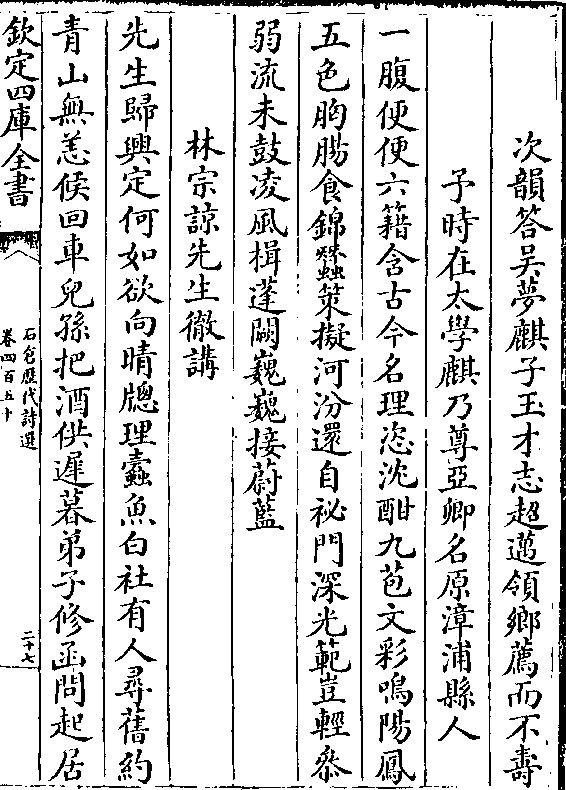 次韻答吴夢麒子玉才志超邁領鄉薦而不壽
予時在太學麒乃尊亞卿名原漳浦縣人
一腹便便六籍含古今名理恣沈酣九苞文彩鳴陽鳳
五色胸腸食錦蠶策擬河汾還自祕門深光範豈輕叅
弱流未鼓凌風楫蓬闕巍巍接蔚藍
林宗諒先生徹講
先生歸興定何如欲向晴牕理蠧魚白社有人尋舊約
青山無恙候回車兒孫把酒供遲暮弟子修函問起居
欽定四庫全書
石倉歷代詩選
卷四百五十
二十七